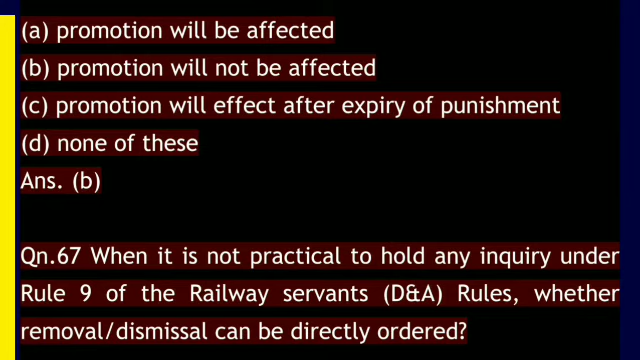 (a) promotion will be affected
(b) promotion will not be affected
(c) promotion will effect after expiry of punishment
(d) none of these
Ans. (b)
Qn.67 When it is not practical to hold any inquiry under
Rule 9 of the Railway servants (D&A) Rules, whether
removal/dismissal can be directly ordered?